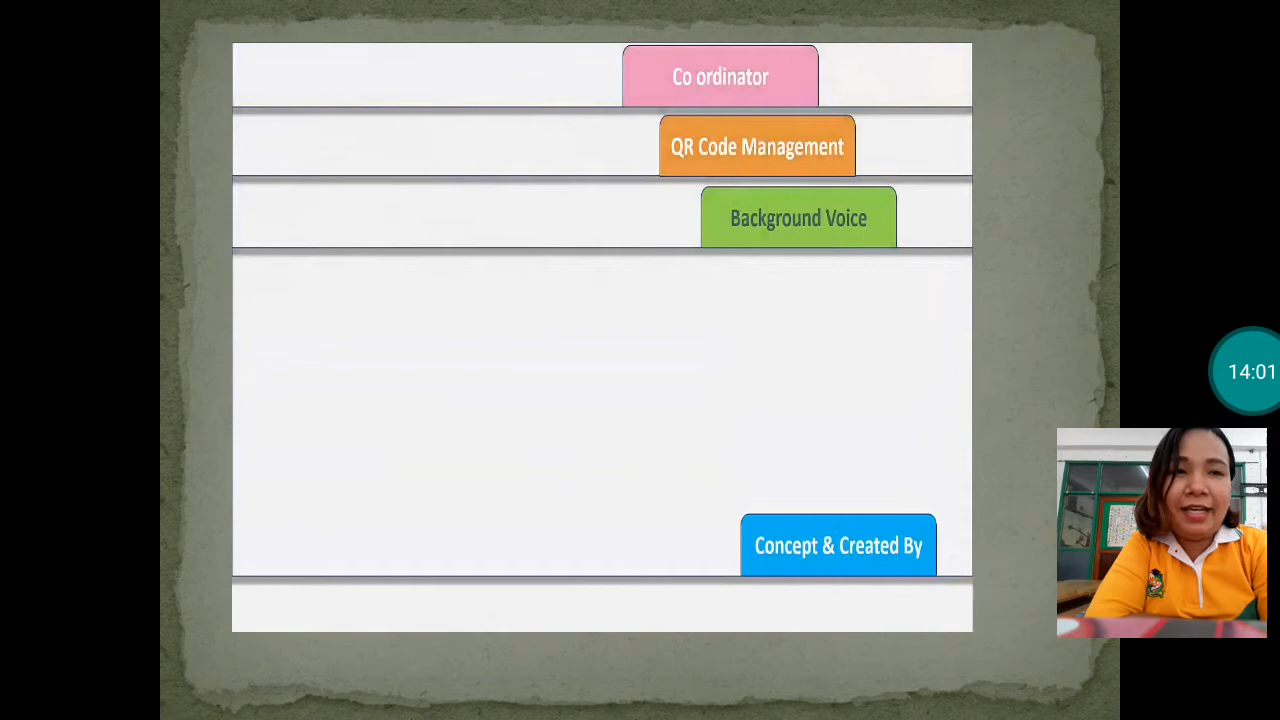 Co ordinator
QR Code Management
Background Voice
14:01
Concept & Created By